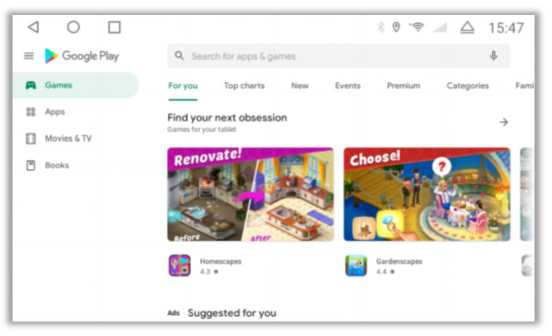 15:47
Google Play
Search for apps & games
Games
Apps
Movies & TV
Books
For you
Top charts
New
Events
Premium
Categories
Fami
Find your next obsession
Games for your tablet
Renovate!
Before
After
Choose!
?
Homescapes
4.3 ★
Gardenscapes
4.4 ★
Ads
Suggested for you